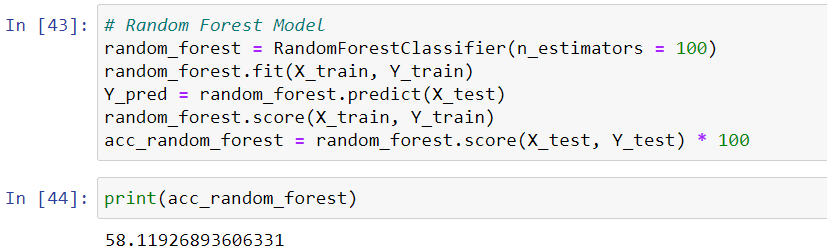 In [43]: # Random Forest Model
random_forest = RandomForestClassifier(n_estimators = 100)
random_forest.fit(X_train, Y_train)
Y_pred = random_forest.predict(X_test)
random_forest.score(X_train, Y_train)
acc_random_forest = random_forest.score(X_test, Y_test) * 100
In [44]: print(acc_random_forest)
58.11926893606331